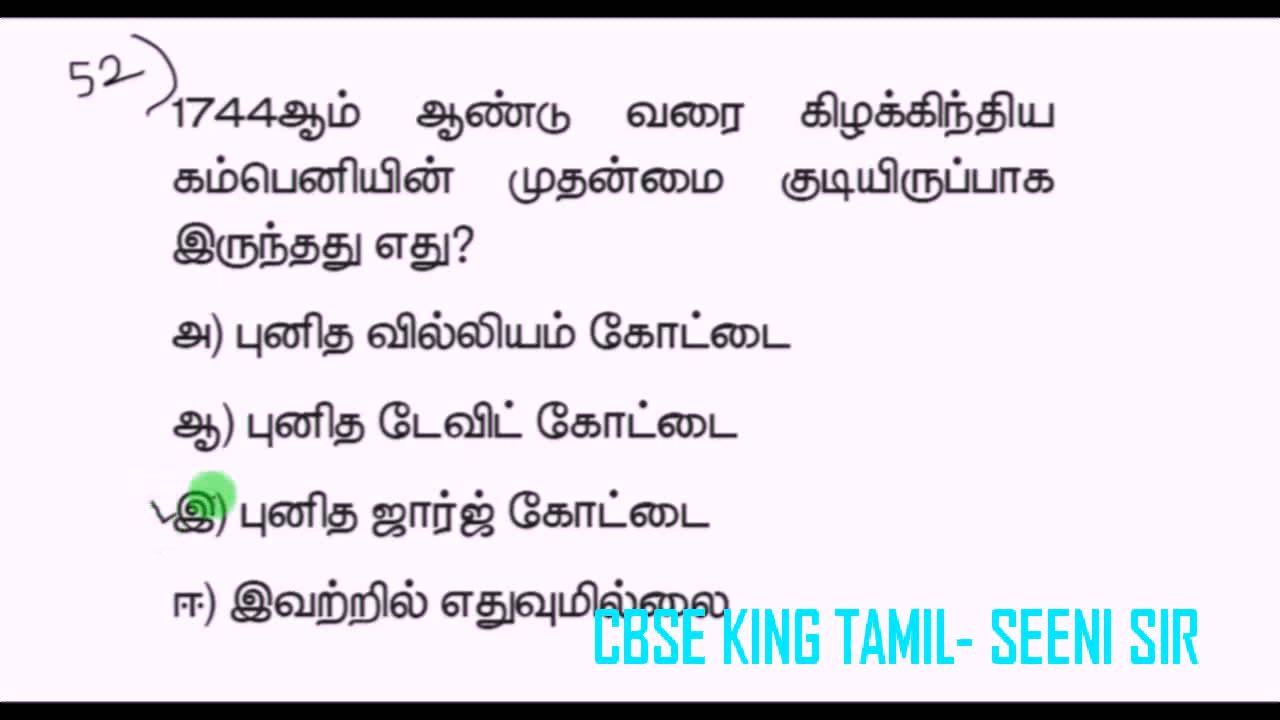 52)
1744ஆம் ஆண்டு வரை கிழக்கிந்திய
கம்பெனியின் முதன்மை குடியிருப்பாக
இருந்தது எது?
அ) புனித வில்லியம் கோட்டை
ஆ) புனித டேவிட் கோட்டை
இ) புனித ஜார்ஜ் கோட்டை
ஈ) இவற்றில் எதுவுமில்லை
CBSE KING TAMIL- SEENI SIR